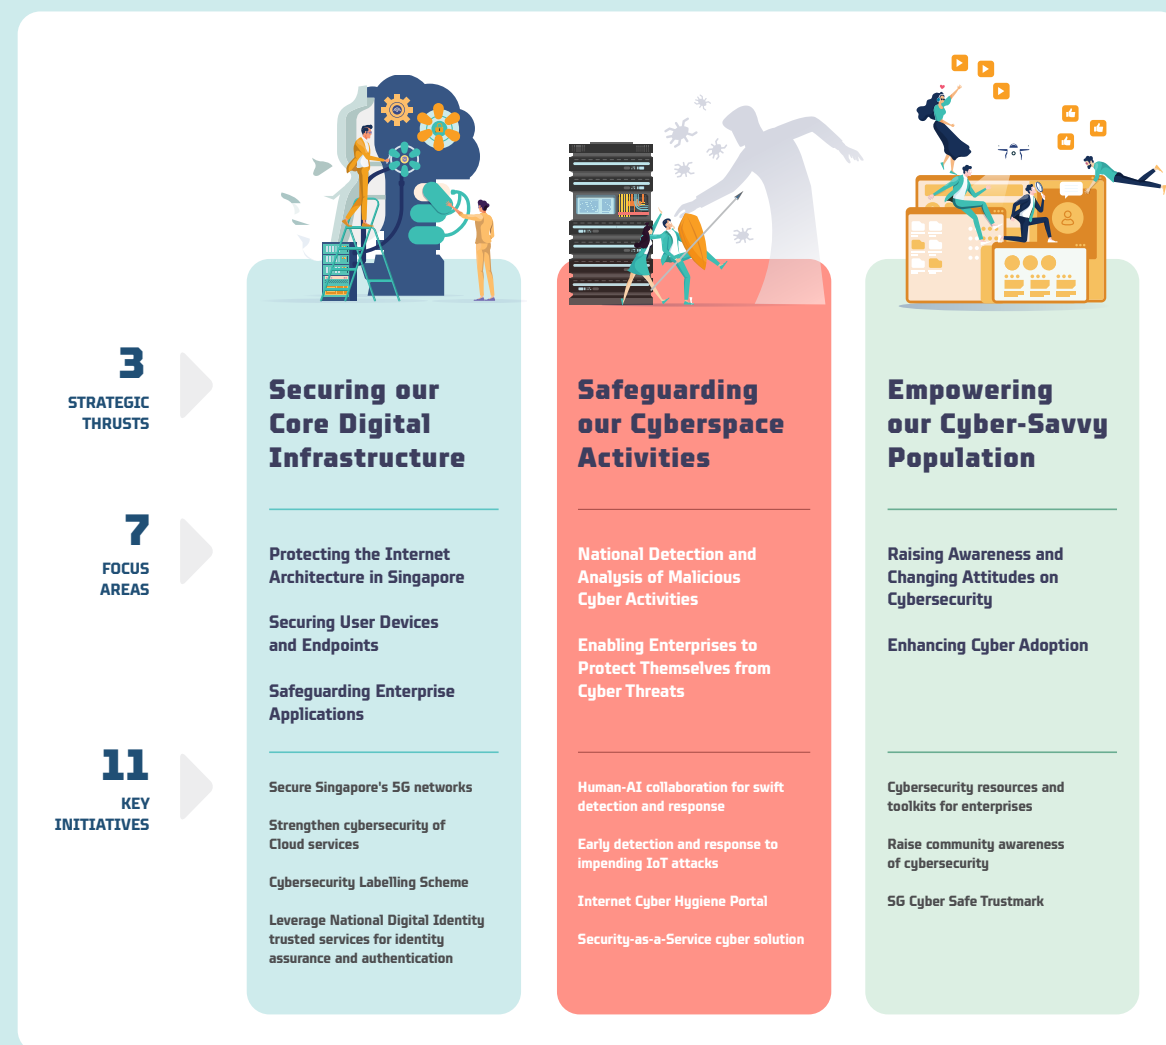 3
STRATEGIC
THRUSTS
Securing our
Core Digital
Infrastructure
Safeguarding
our Cyberspace
Activities
Empowering
our Cyber-Savvy
Population
7
FOCUS
AREAS
Protecting the Internet
Architecture in Singapore
Securing User Devices
and Endpoints
Safeguarding Enterprise
Applications
National Detection and
Analysis of Malicious
Cyber Activities
Enabling Enterprises to
Protect Themselves from
Cyber Threats
Raising Awareness and
Changing Attitudes on
Cybersecurity
Enhancing Cyber Adoption
11
KEY
INITIATIVES
Secure Singapore's 5G networks
Strengthen cybersecurity of
Cloud services
Cybersecurity Labelling Scheme
Leverage National Digital Identity
trusted services for identity
assurance and authentication
Human-AI collaboration for swift
detection and response
Early detection and response to
impending IoT attacks
Internet Cyber Hygiene Portal
Security-as-a-Service cyber solution
Cybersecurity resources and
toolkits for enterprises
Raise community awareness
of cybersecurity
SG Cyber Safe Trustmark